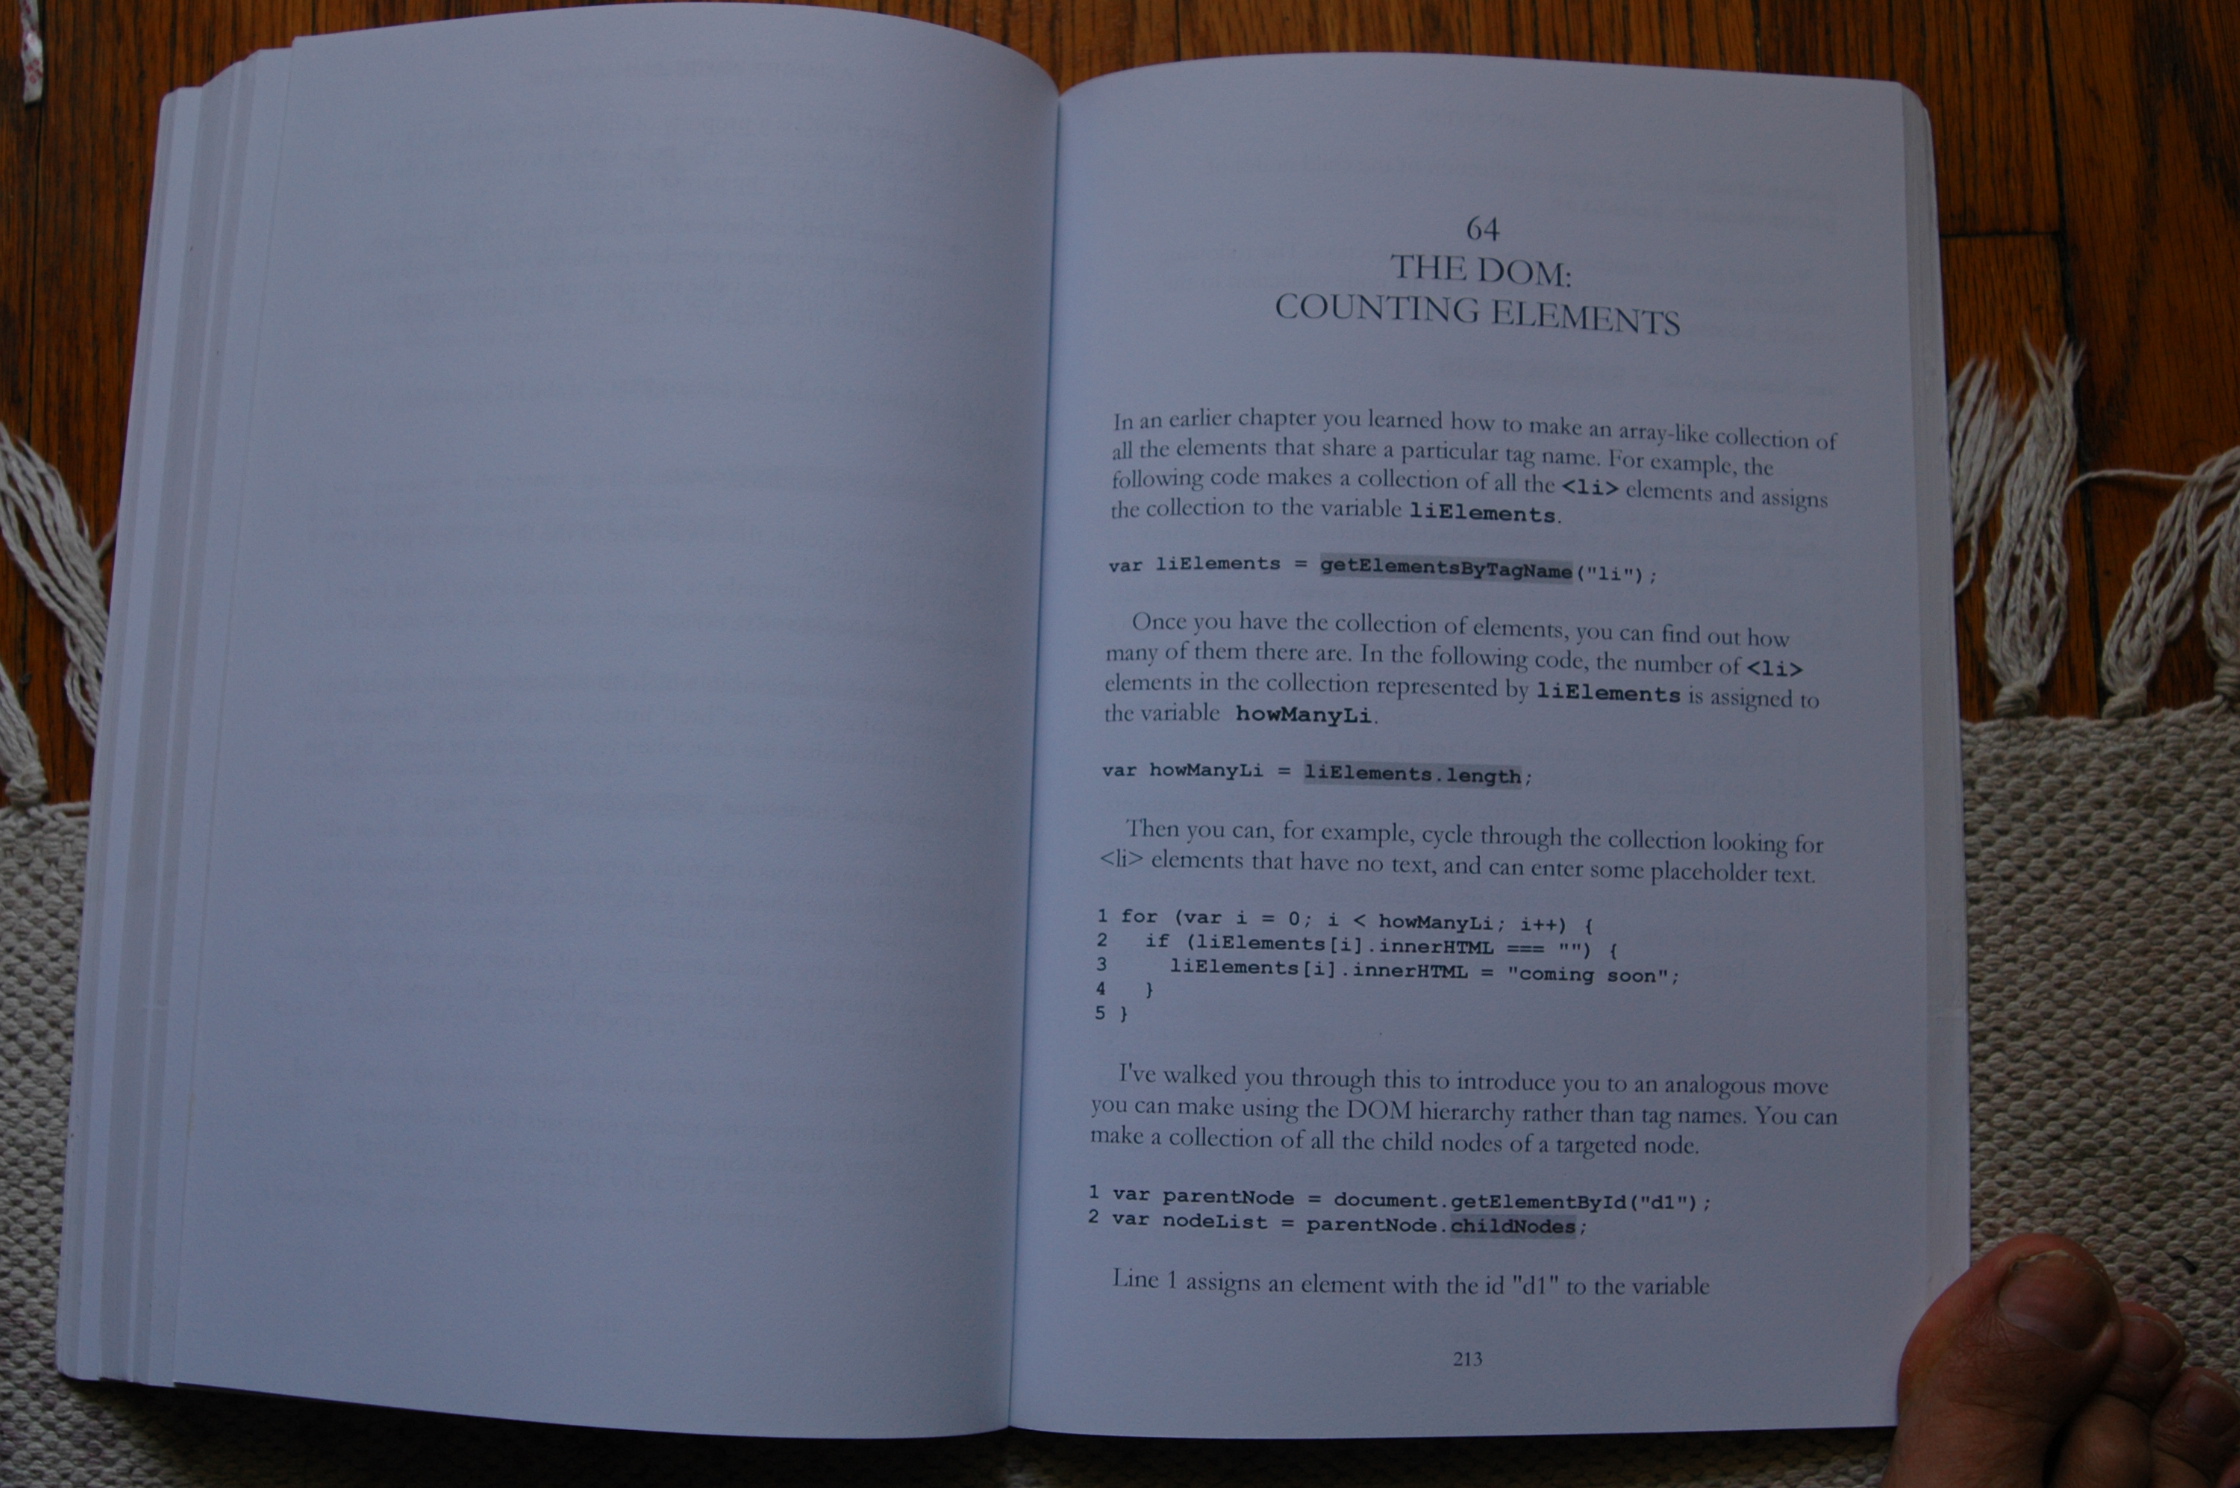 64
THE DOM:
COUNTING ELEMENTS
In an earlier chapter you learned how to make an array-like collection of
all the elements that share a particular tag name. For example, the
following code makes a collection of all the <li> elements and assigns
the collection to the variable liElements.
var liElements = getElementsByTagName("li");
Once you have the collection of elements, you can find out how
many of them there are. In the following code, the number of <li>
elements in the collection represented by liElements is assigned to
the variable howManyLi.
var howManyLi = liElements.length;
Then you can, for example, cycle through the collection looking for
<li> elements that have no text, and can enter some placeholder text.
1 for (var i = 0; i < howManyLi; i++) {
2   if (liElements[i].innerHTML === "") {
3     liElements[i].innerHTML = "coming soon";
4   }
5 }
I've walked you through this to introduce you to an analogous move
you can make using the DOM hierarchy rather than tag names. You can
make a collection of all the child nodes of a targeted node.
1 var parentNode = document.getElementById("d1");
2 var nodeList = parentNode.childNodes;
Line 1 assigns an element with the id "d1" to the variable
213